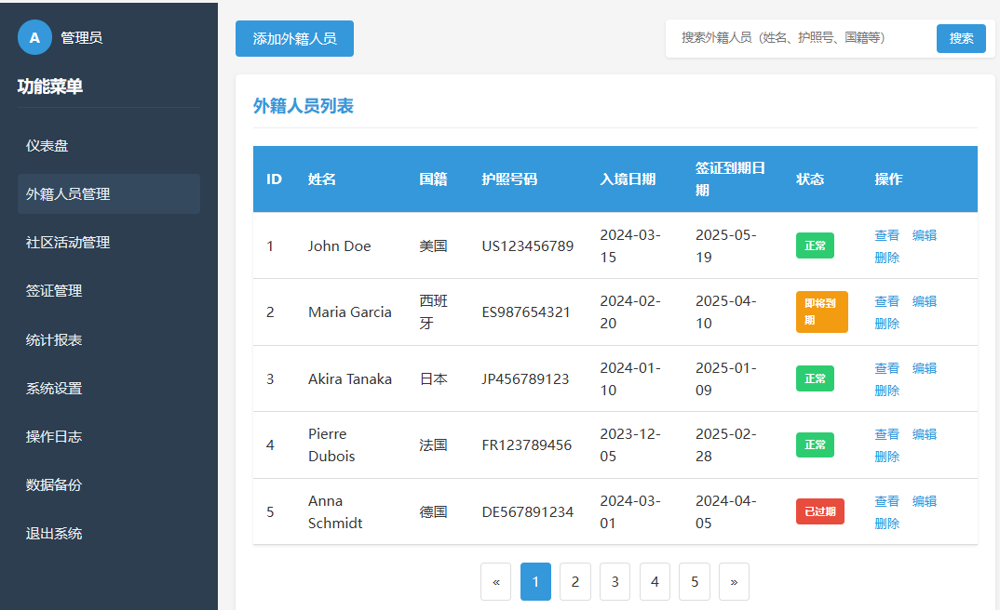 A 管理员
功能菜单
仪表盘
外籍人员管理
社区活动管理
签证管理
统计报表
系统设置
操作日志
数据备份
退出系统
添加外籍人员
搜索外籍人员（姓名、护照号、国籍等）
搜索
外籍人员列表
ID 姓名 国籍 护照号码 入境日期 签证到期日
期 状态 操作
1 John Doe 美国 US123456789 2024-03-
15 2025-05-
19 正常 查看 编辑
删除
2 Maria Garcia 西班
牙 ES987654321 2024-02-
20 2025-04-
10 即将到
期 查看 编辑
删除
3 Akira Tanaka 日本 JP456789123 2024-01-
10 2025-01-
09 正常 查看 编辑
删除
4 Pierre
Dubois 法国 FR123789456 2023-12-
05 2025-02-
28 正常 查看 编辑
删除
5 Anna
Schmidt 德国 DE567891234 2024-03-
01 2024-04-
05 已过期 查看 编辑
删除
« 1 2 3 4 5 »